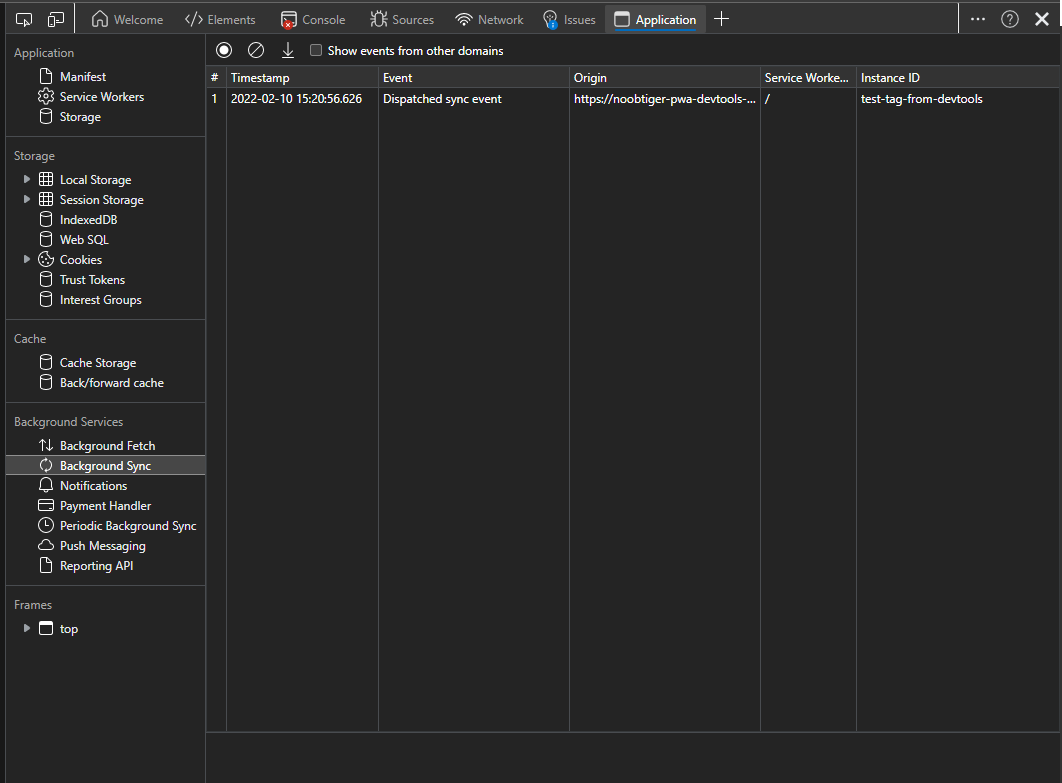 Welcome Elements Console Sources Network Issues Application
Application
Manifest
Service Workers
Storage
Storage
Local Storage
Session Storage
IndexedDB
Web SQL
Cookies
Trust Tokens
Interest Groups
Cache
Cache Storage
Back/forward cache
Background Services
Background Fetch
Background Sync
Notifications
Payment Handler
Periodic Background Sync
Push Messaging
Reporting API
Frames
top
Show events from other domains
# Timestamp Event Origin Service Worke... Instance ID
1 2022-02-10 15:20:56.626 Dispatched sync event https://noobtiger-pwa-devtools-... / test-tag-from-devtools